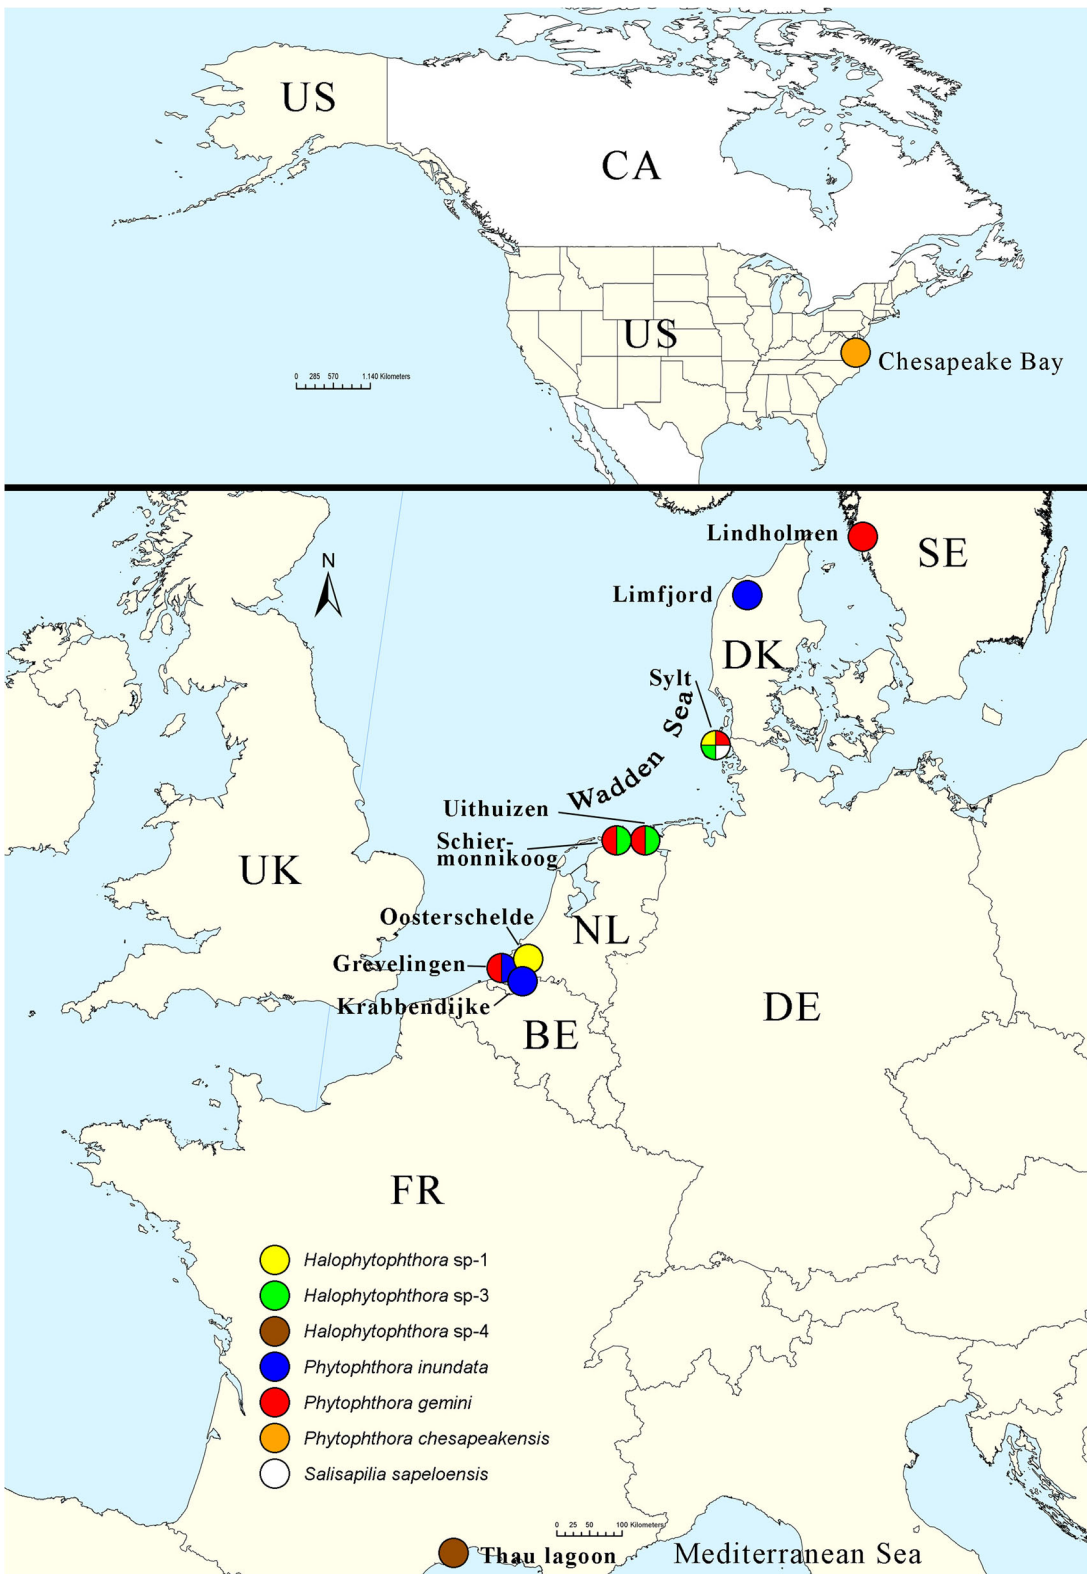 US
CA
US
Chesapeake Bay
0 285 570 1.140 Kilometers
Lindholmen
SE
N
Limfjord
DK
Sylt
Wadden Sea
Uithuizen
Schier-
monnikoog
UK
Oosterschelde
NL
Grevelingen
Krabbendijke
DE
BE
FR
Halophytophthora sp-1
Halophytophthora sp-3
Halophytophthora sp-4
Phytophthora inundata
Phytophthora gemini
Phytophthora chesapeakensis
Salisapilia sapeloensis
0 25 50 100 Kilometers
Thau lagoon
Mediterranean Sea